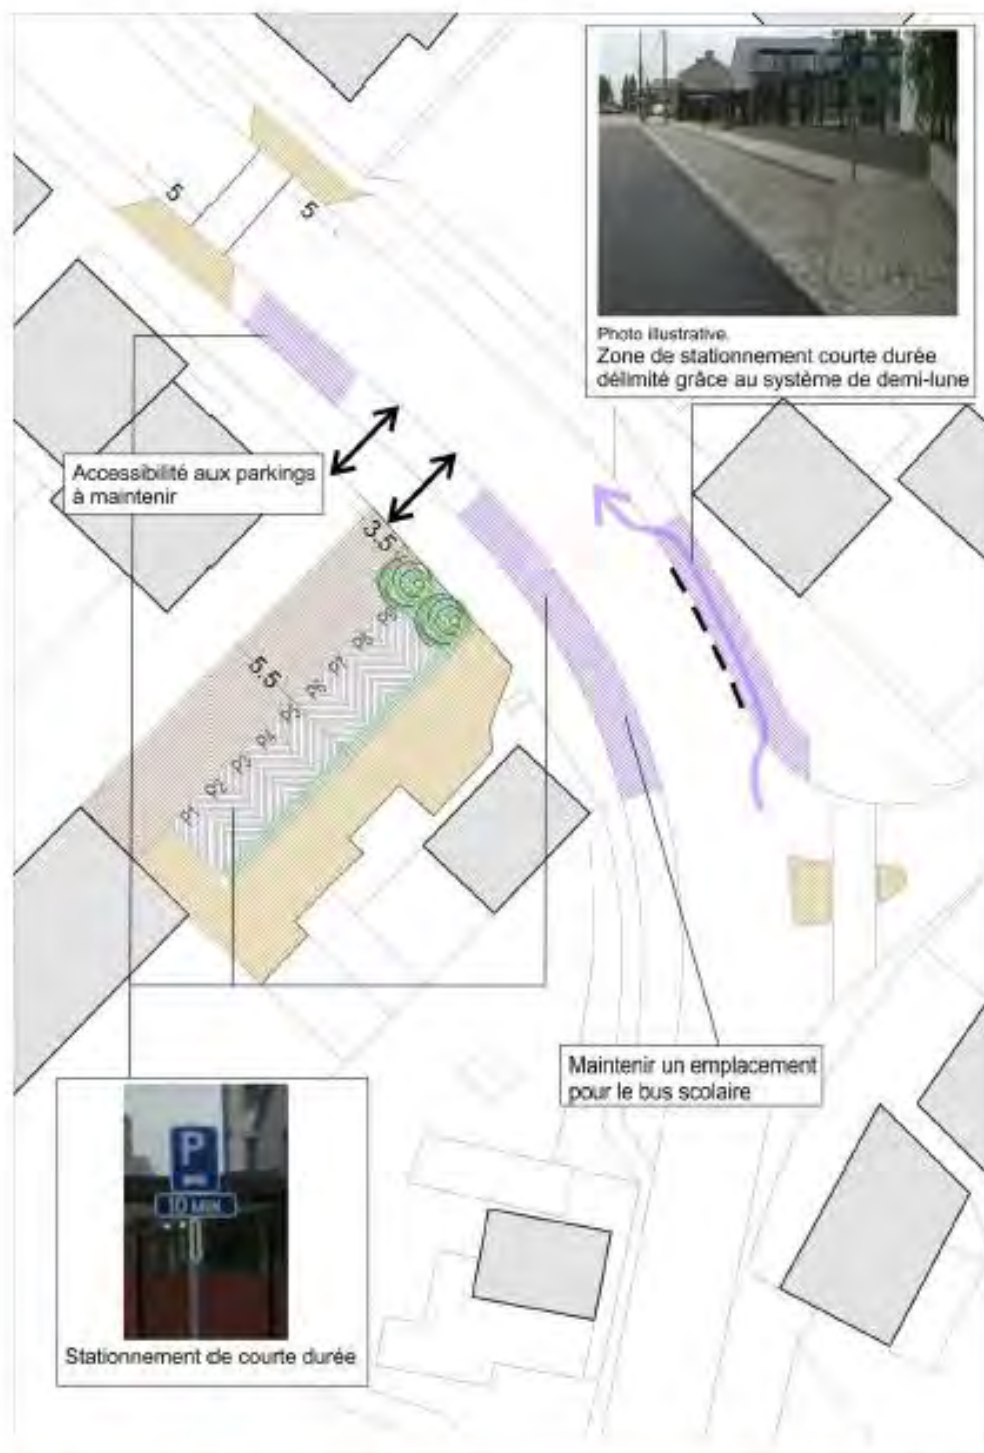 Photo illustrative.
Zone de stationnement courte durée
délimité grâce au système de demi-lune
5
5
Accessibilité aux parkings
à maintenir
3.5
5.5
P9
P8
P7
P6
P5
P4
P3
P2
P1
Maintenir un emplacement
pour le bus scolaire
P
10 MIN
Stationnement de courte durée